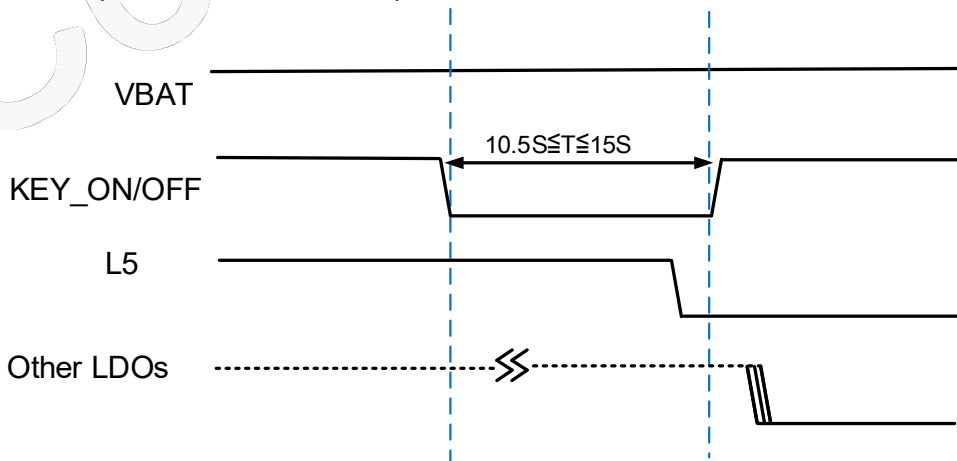 VBAT
10.5S≦T≦15S
KEY_ON/OFF
L5
Other LDOs